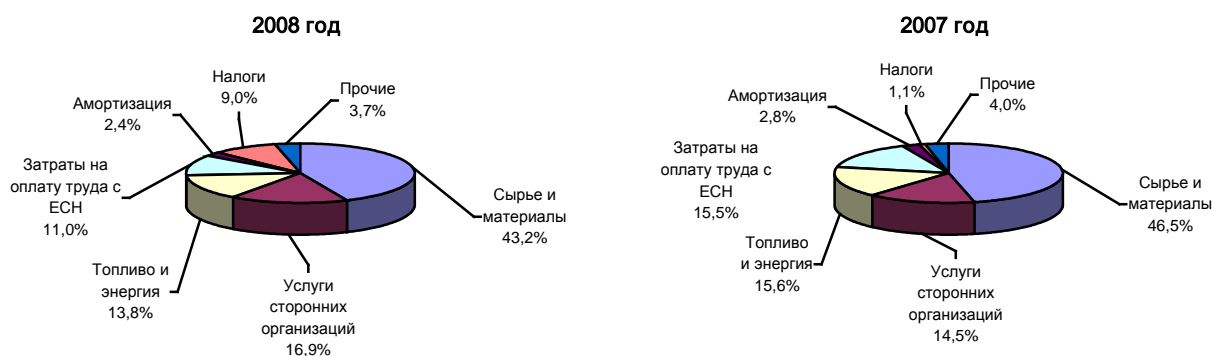 2008 год
Налоги
9,0%
Прочие
3,7%
Амортизация
2,4%
Затраты на
оплату труда с
ЕСН
11,0%
Сырье и
материалы
43,2%
Топливо и
энергия
13,8%
Услуги
сторонних
организаций
16,9%
2007 год
Налоги
1,1%
Прочие
4,0%
Амортизация
2,8%
Затраты на
оплату труда с
ЕСН
15,5%
Сырье и
материалы
46,5%
Топливо
и энергия
15,6%
Услуги
сторонних
организаций
14,5%